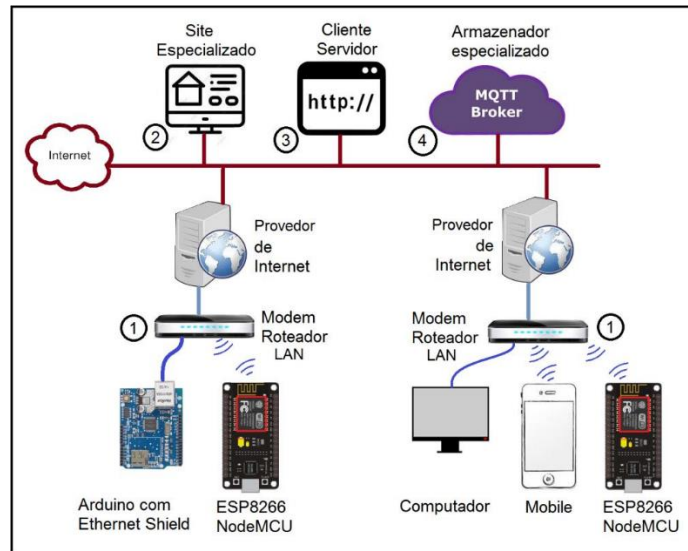 Site
Especializado
Cliente
Servidor
Armazenador
especializado
http://
MQTT
Broker
2
3
4
Internet
Provedor
de
Internet
Provedor
de
Internet
1
Modem
Roteador
LAN
Modem
Roteador
LAN
1
Arduino com
Ethernet Shield
ESP8266
NodeMCU
Computador
Mobile
ESP8266
NodeMCU